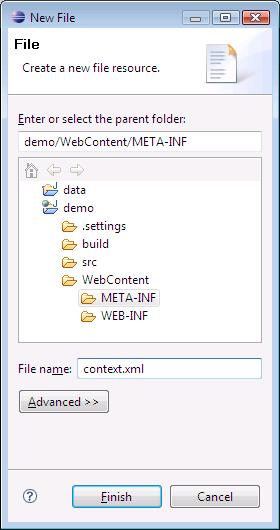 New File
File
Create a new file resource.
Enter or select the parent folder:
demo/WebContent/META-INF
data
demo
.settings
build
src
WebContent
META-INF
WEB-INF
File name: context.xml
Advanced >>
? Finish Cancel